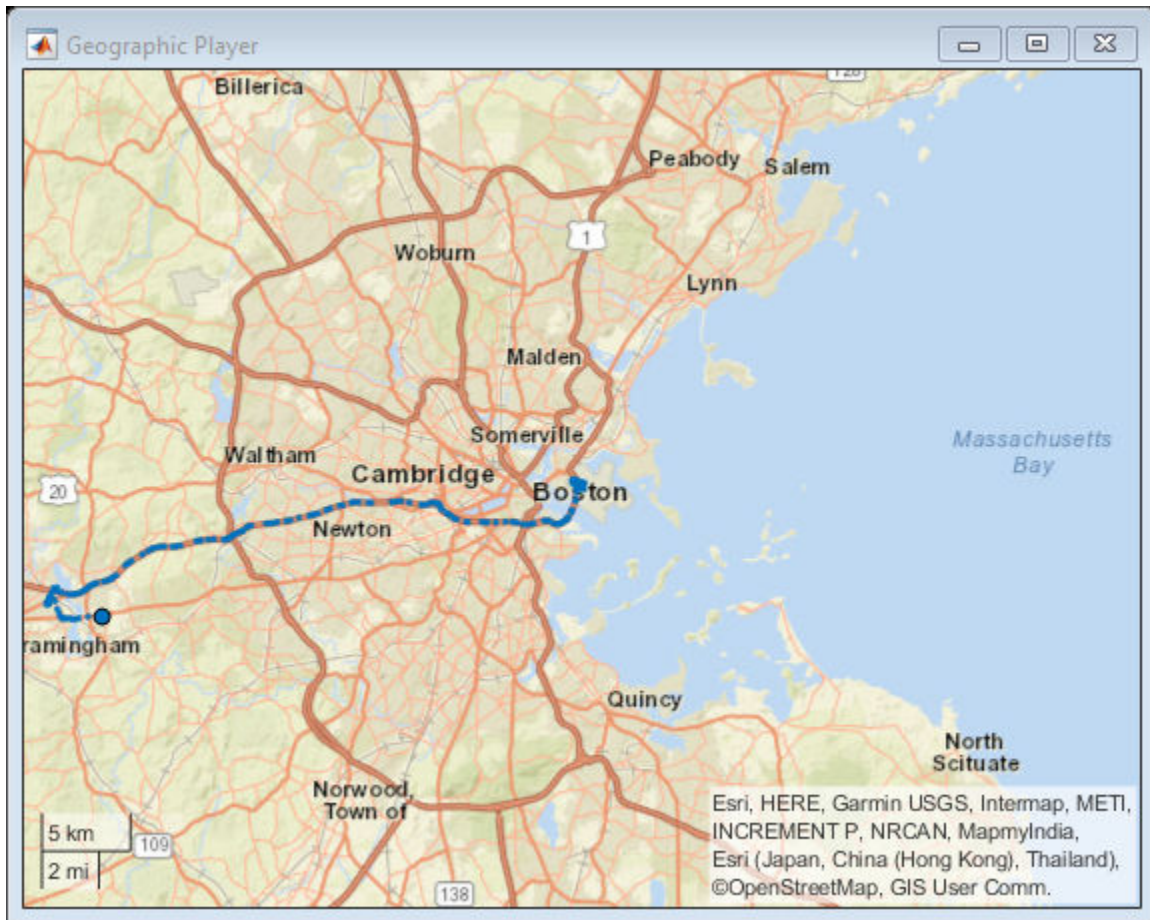 Geographic Player
Billerica
128
Peabody
Salem
1
Woburn
Lynn
Malden
Somerville
Massachusetts
Bay
Waltham
Cambridge
20
Boston
Newton
ramingham
Quincy
North
Scituate
Norwood,
Town of
5 km
2 mi
109
138
Esri, HERE, Garmin USGS, Intermap, METI,
INCREMENT P, NRCAN, MapmyIndia,
Esri (Japan, China (Hong Kong), Thailand),
©OpenStreetMap, GIS User Comm.